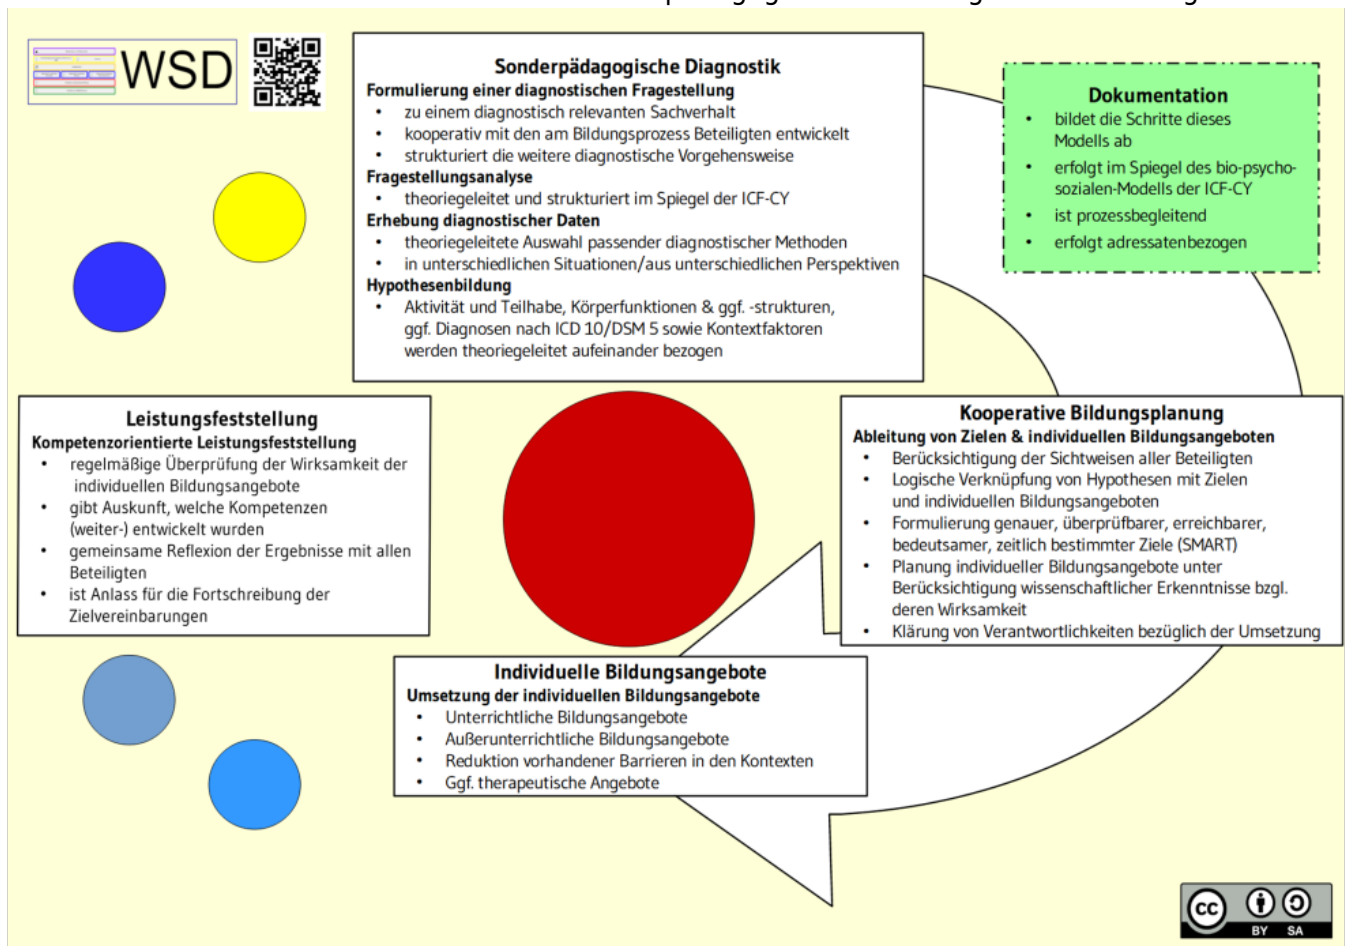 WSD
Sonderpädagogische Diagnostik
Formulierung einer diagnostischen Fragestellung
• zu einem diagnostisch relevanten Sachverhalt
• kooperativ mit den am Bildungsprozess Beteiligten entwickelt
• strukturiert die weitere diagnostische Vorgehensweise
Fragestellungsanalyse
• theoriegeleitet und strukturiert im Spiegel der ICF-CY
Erhebung diagnostischer Daten
• theoriegeleitete Auswahl passender diagnostischer Methoden
• in unterschiedlichen Situationen/aus unterschiedlichen Perspektiven
Hypothesenbildung
• Aktivität und Teilhabe, Körperfunktionen & ggf. -strukturen,
ggf. Diagnosen nach ICD 10/DSM 5 sowie Kontextfaktoren
werden theoriegeleitet aufeinander bezogen
Dokumentation
• bildet die Schritte dieses
Modells ab
• erfolgt im Spiegel des bio-psycho-
sozialen-Modells der ICF-CY
• ist prozessbegleitend
• erfolgt adressatenbezogen
Leistungsfeststellung
Kompetenzorientierte Leistungsfeststellung
• regelmäßige Überprüfung der Wirksamkeit der
individuellen Bildungsangebote
• gibt Auskunft, welche Kompetenzen
(weiter-) entwickelt wurden
• gemeinsame Reflexion der Ergebnisse mit allen
Beteiligten
• ist Anlass für die Fortschreibung der
Zielvereinbarungen
Kooperative Bildungsplanung
Ableitung von Zielen & individuellen Bildungsangeboten
• Berücksichtigung der Sichtweisen aller Beteiligten
• Logische Verknüpfung von Hypothesen mit Zielen
und individuellen Bildungsangeboten
• Formulierung genauer, überprüfbarer, erreichbarer,
bedeutsamer, zeitlich bestimmter Ziele (SMART)
• Planung individueller Bildungsangebote unter
Berücksichtigung wissenschaftlicher Erkenntnisse bzgl.
deren Wirksamkeit
• Klärung von Verantwortlichkeiten bezüglich der Umsetzung
Individuelle Bildungsangebote
Umsetzung der individuellen Bildungsangebote
• Unterrichtliche Bildungsangebote
• Außerunterrichtliche Bildungsangebote
• Reduktion vorhandener Barrieren in den Kontexten
• Ggf. therapeutische Angebote
cc
BY SA